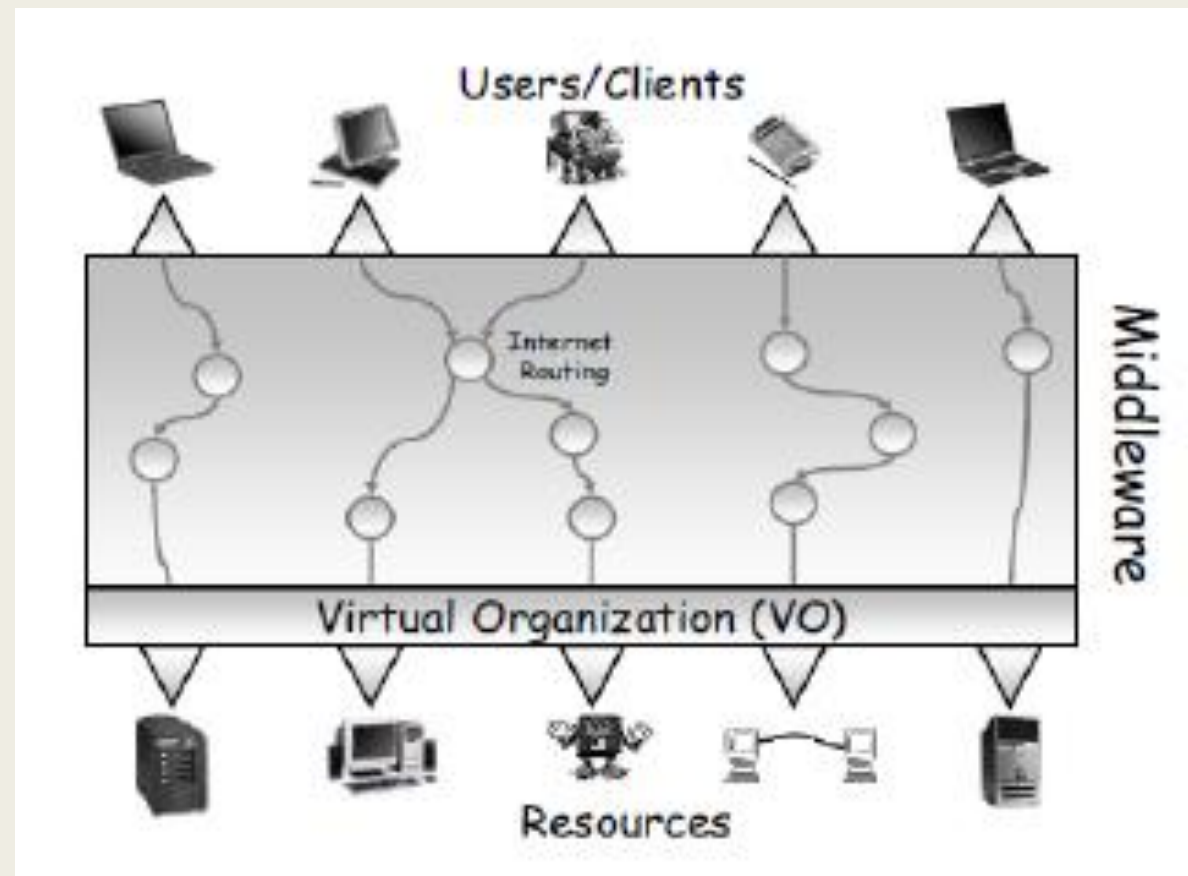 Users/Clients
Internet
Routing
Middleware
Virtual Organization (VO)
Resources